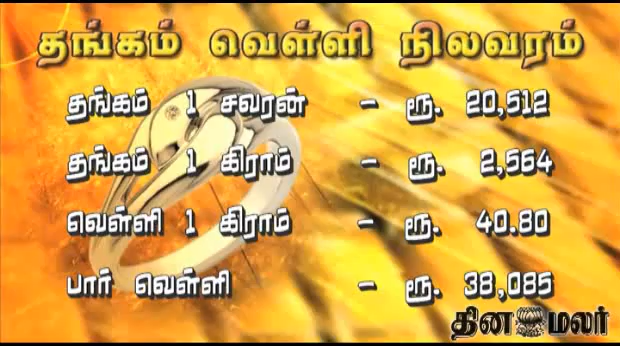 தங்கம் வெள்ளி நிலவரம்
தங்கம் 1 சவரன் - ரூ. 20,512
தங்கம் 1 கிராம் - ரூ. 2,564
வெள்ளி 1 கிராம் - ரூ. 40.80
பார் வெள்ளி - ரூ. 38,085
தினமலர்